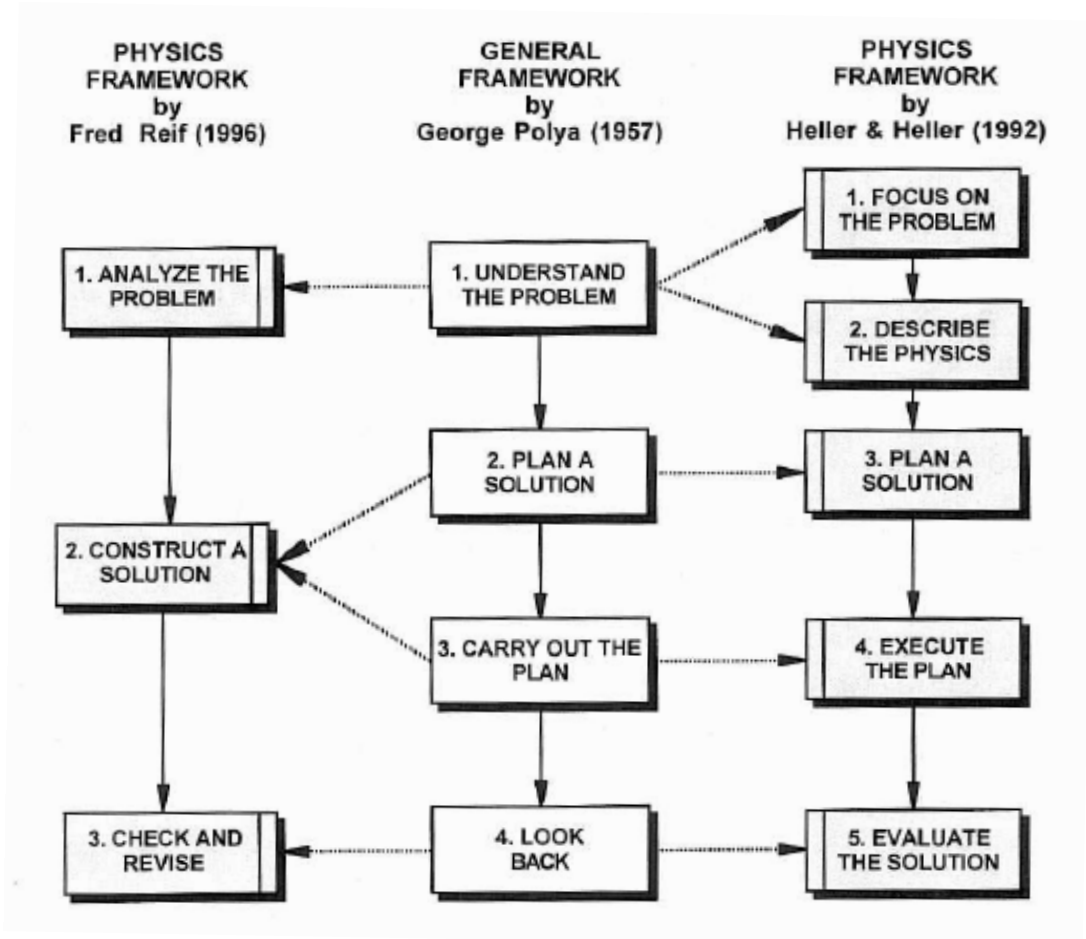 PHYSICS
FRAMEWORK
by
Fred Reif (1996)
1. ANALYZE THE
PROBLEM
2. CONSTRUCT A
SOLUTION
3. CHECK AND
REVISE
GENERAL
FRAMEWORK
by
George Polya (1957)
1. UNDERSTAND
THE PROBLEM
2. PLAN A
SOLUTION
3. CARRY OUT THE
PLAN
4. LOOK
BACK
PHYSICS
FRAMEWORK
by
Heller & Heller (1992)
1. FOCUS ON
THE PROBLEM
2. DESCRIBE
THE PHYSICS
3. PLAN A
SOLUTION
4. EXECUTE
THE PLAN
5. EVALUATE
THE SOLUTION